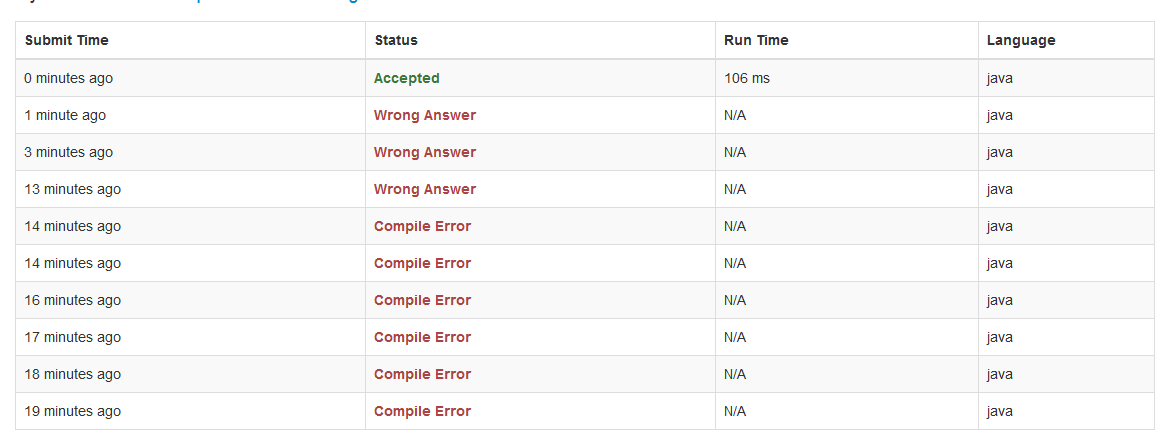 Submit Time Status Run Time Language
0 minutes ago Accepted 106 ms java
1 minute ago Wrong Answer N/A java
3 minutes ago Wrong Answer N/A java
13 minutes ago Wrong Answer N/A java
14 minutes ago Compile Error N/A java
14 minutes ago Compile Error N/A java
16 minutes ago Compile Error N/A java
17 minutes ago Compile Error N/A java
18 minutes ago Compile Error N/A java
19 minutes ago Compile Error N/A java